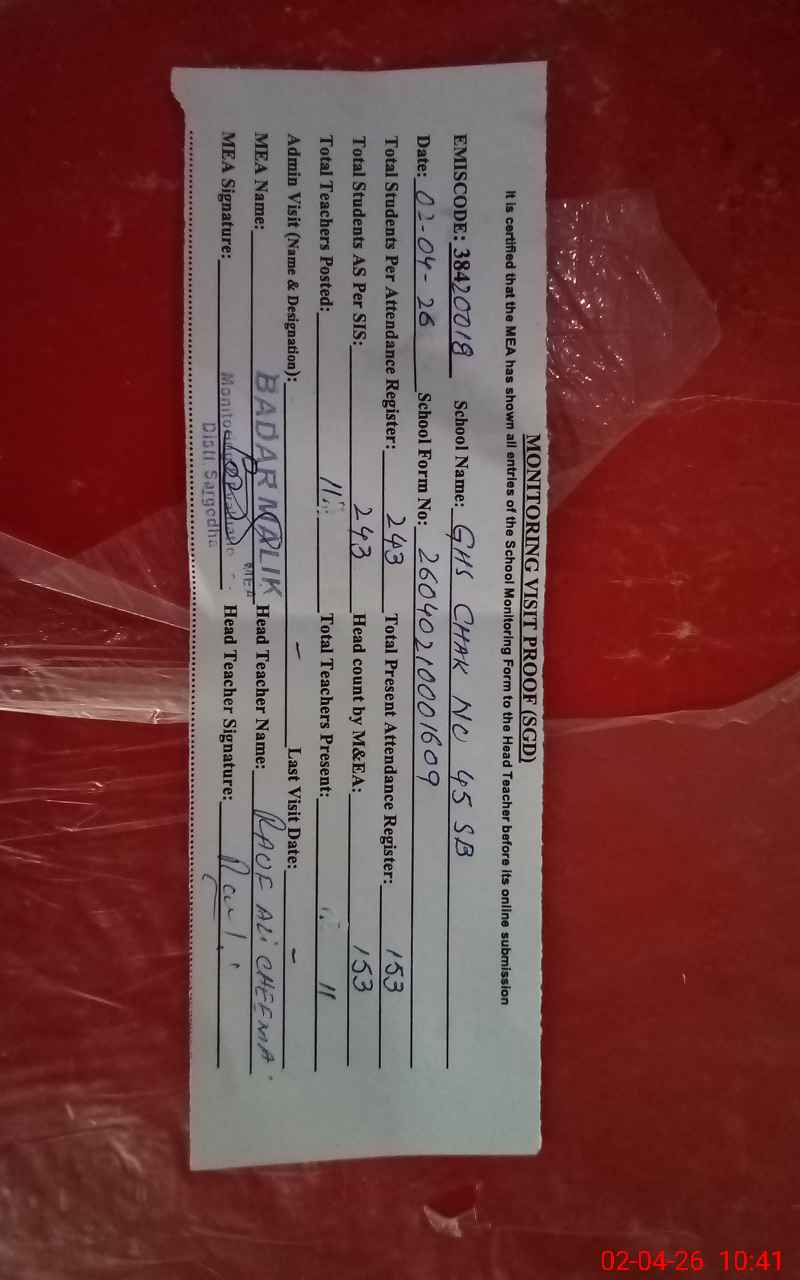 MONITORING VISIT PROOF (SGD)
It is certified that the MEA has shown all entries of the School Monitoring Form to the Head Teacher before its online submission
EMISCODE: 38420018 School Name: GHS CHAK NO 45 SB
Date: 02-04-26 School Form No: 2604021000 1609
Total Students Per Attendance Register: 243 Total Present Attendance Register: 153
Total Students AS Per SIS: 243 Head count by M&EA: 153
Total Teachers Posted: 11 Total Teachers Present: 11
Admin Visit (Name & Designation): - Last Visit Date: -
MEA Name: BADAR MALIK MEA Head Teacher Name: RAUF ALI CHEEMA
MEA Signature: Head Teacher Signature:
Distt. Sargodha
02-04-26 10:41